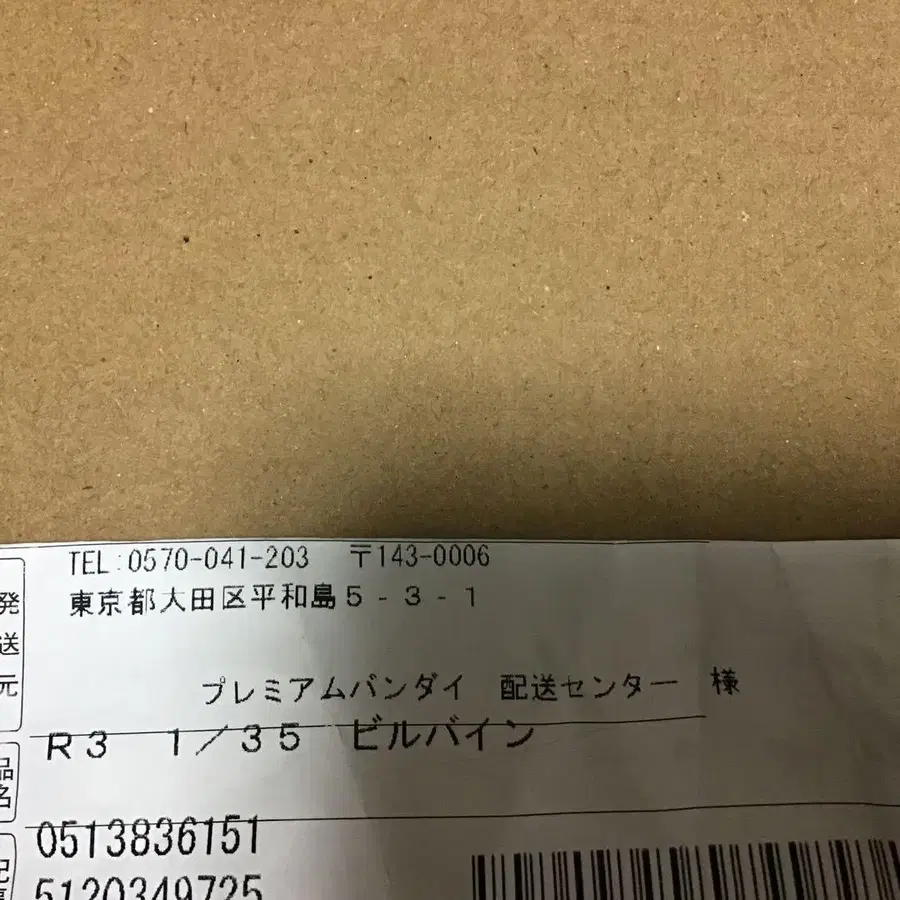 発送元
TEL:0570-041-203 〒143-0006
東京都大田区平和島5-3-1
プレミアムバンダイ 配送センター 様
品名
R3 1/35 ビルバイン
0513836151
5120349725